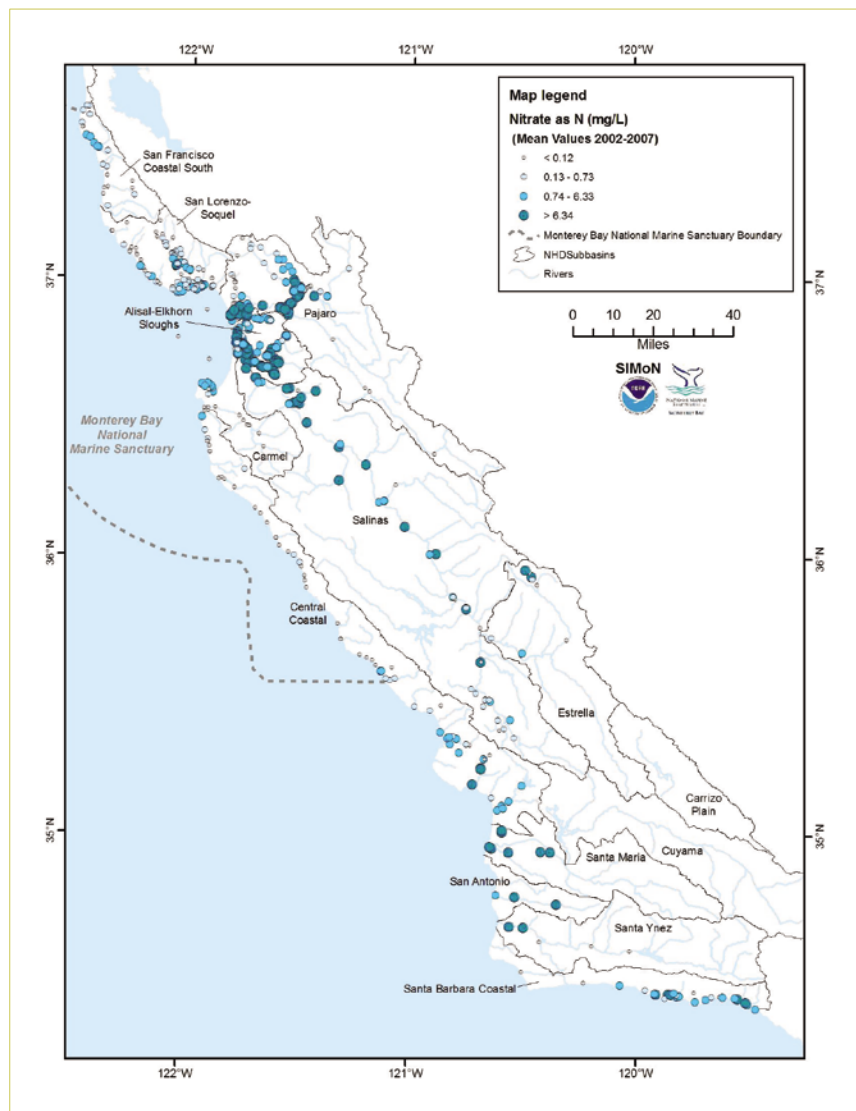 122°W
121°W
120°W
Map legend
Nitrate as N (mg/L)
(Mean Values 2002-2007)
< 0.12
0.13 - 0.73
0.74 - 6.33
> 6.34
Monterey Bay National Marine Sanctuary Boundary
NHDSubbasins
Rivers
0 10 20 40
Miles
SIMoN
San Francisco
Coastal South
San Lorenzo-
Soquel
37°N
37°N
Alisal-Elkhorn
Sloughs
Pajaro
Monterey Bay
National
Marine Sanctuary
Carmel
Salinas
36°N
36°N
Central
Coastal
Estrella
Carrizo
Plain
35°N
35°N
Cuyama
Santa Maria
San Antonio
Santa Ynez
Santa Barbara Coastal
122°W
121°W
120°W